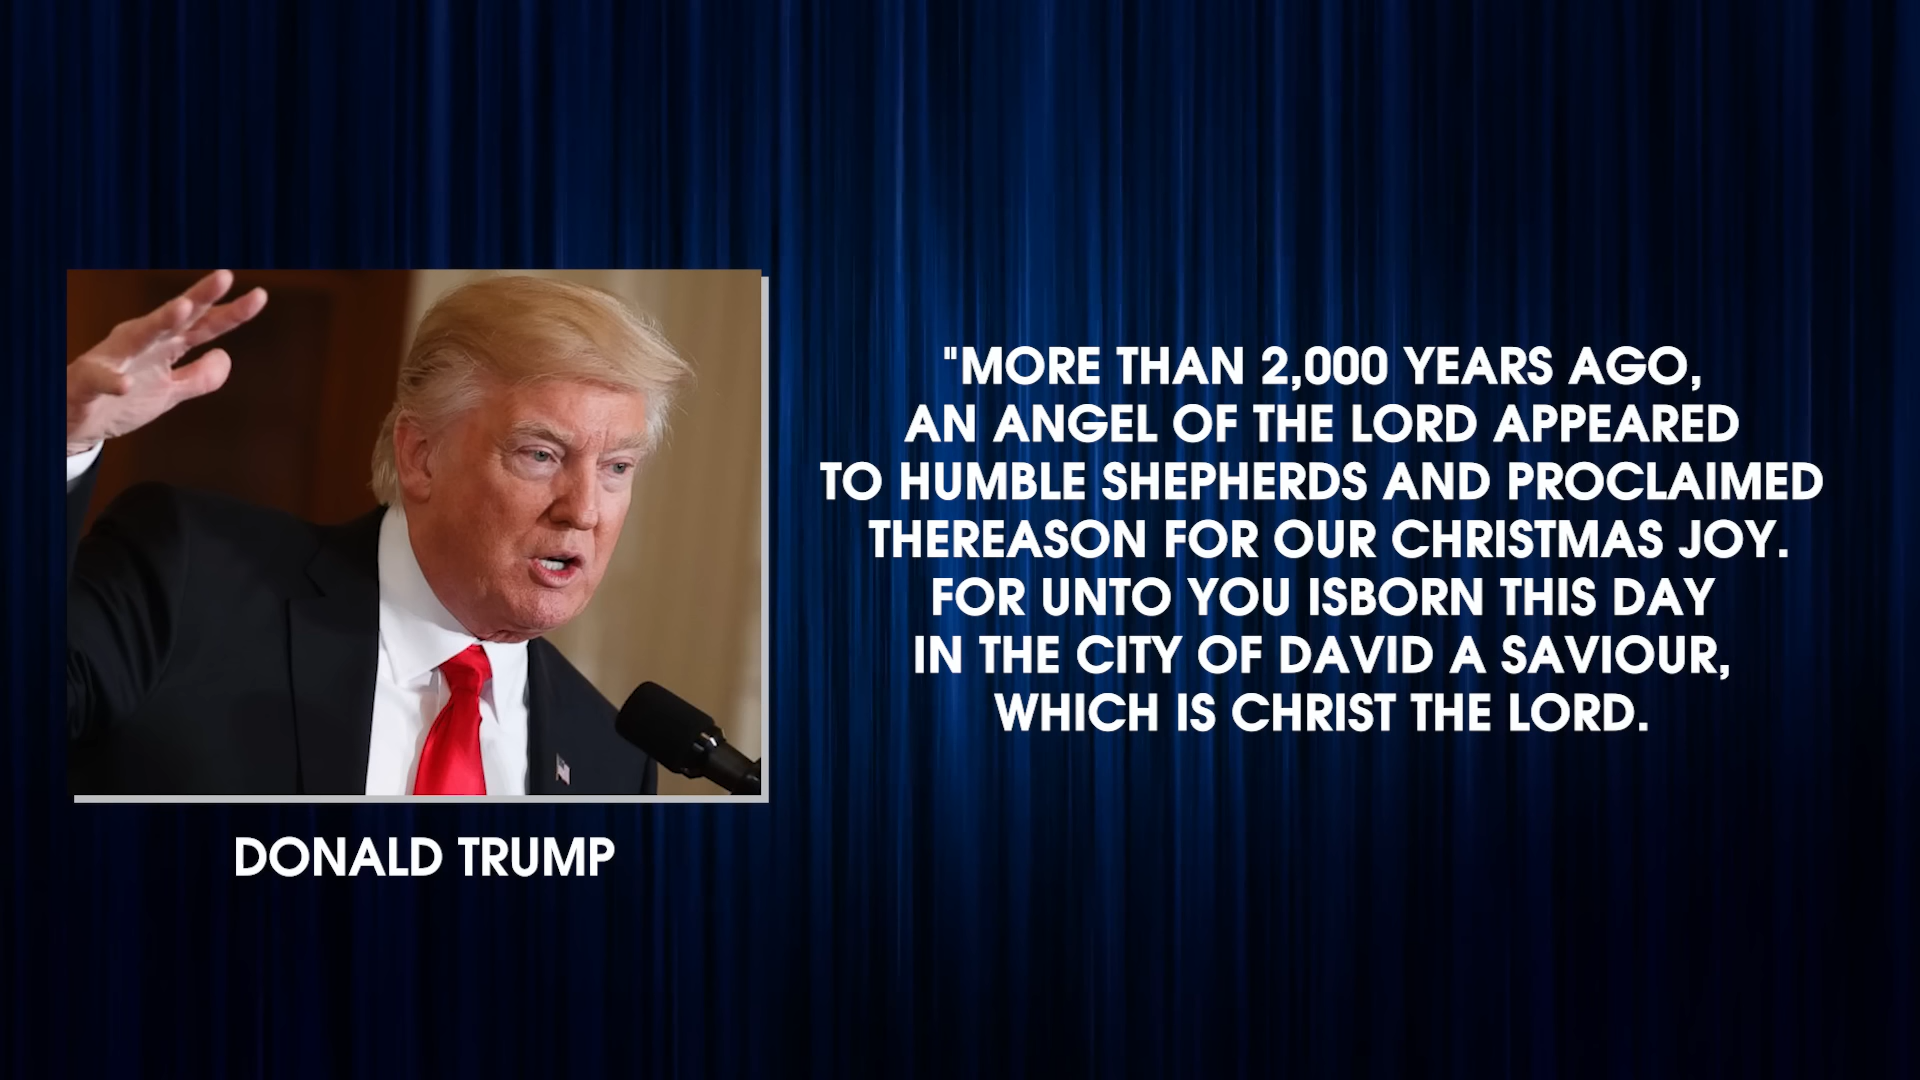 "MORE THAN 2,000 YEARS AGO,
AN ANGEL OF THE LORD APPEARED
TO HUMBLE SHEPHERDS AND PROCLAIMED
THEREASON FOR OUR CHRISTMAS JOY.
FOR UNTO YOU ISBORN THIS DAY
IN THE CITY OF DAVID A SAVIOUR,
WHICH IS CHRIST THE LORD.
DONALD TRUMP